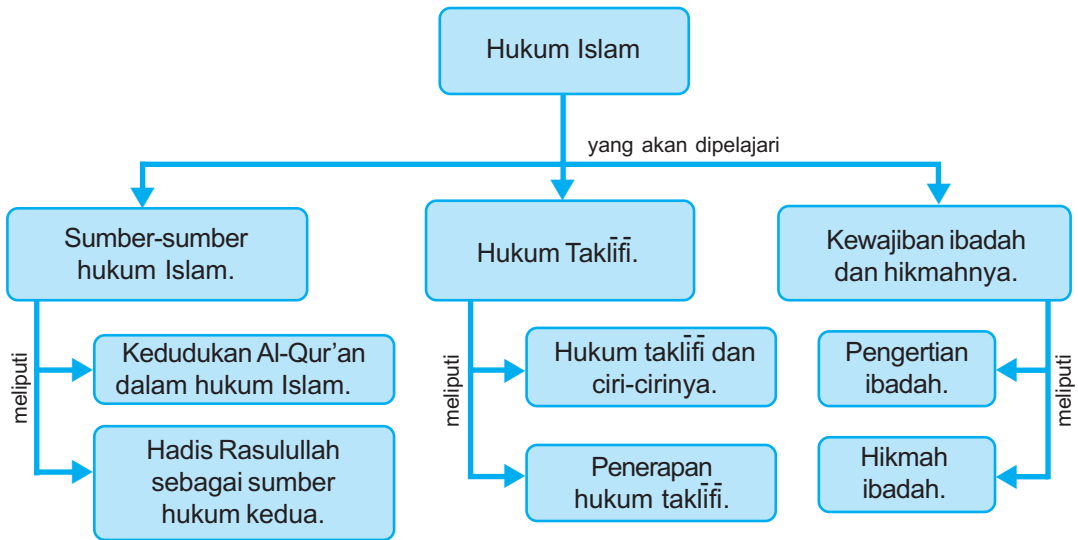 Hukum Islam
yang akan dipelajari
Sumber-sumber
hukum Islam.
meliputi
Kedudukan Al-Qur’an
dalam hukum Islam.
Hadis Rasulullah
sebagai sumber
hukum kedua.
Hukum Taklīfī.
meliputi
Hukum taklīfī dan
ciri-cirinya.
Penerapan
hukum taklīfī.
Kewajiban ibadah
dan hikmahnya.
meliputi
Pengertian
ibadah.
Hikmah
ibadah.